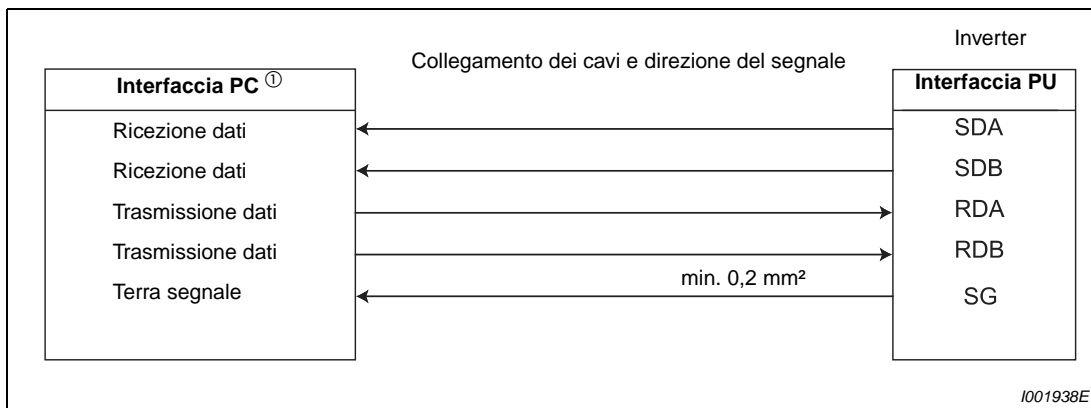 Inverter
Collegamento dei cavi e direzione del segnale
Interfaccia PC ①
Interfaccia PU
Ricezione dati
SDA
Ricezione dati
SDB
Trasmissione dati
RDA
Trasmissione dati
RDB
min. 0,2 mm²
Terra segnale
SG
I001938E